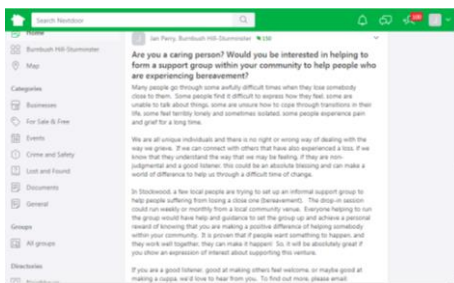 Search Nextdoor
Home
Burnbush Hill-Sturminster
Map
Categories
Businesses
For Sale & Free
Events
Crime and Safety
Lost and Found
Documents
General
Groups
All groups
Directories
Ian Parry, Burnbush Hill-Sturminster
Are you a caring person? Would you be interested in helping to
form a support group within your community to help people who
are experiencing bereavement?
Many people go through some awfully difficult times when they lose somebody
close to them. Some people find it difficult to express how they feel, some are
unable to talk about things, some are unsure how to cope through transitions in their
life, some feel terribly lonely and sometimes isolated, some people experience pain
and grief for a long time.
We are all unique individuals and there is no right or wrong way of dealing with the
way we grieve. If we can connect with others that have also experienced a loss, if we
know that they understand the way that we may be feeling, if they are non-
judgmental and a good listener, this could be an absolute blessing and can make a
world of difference to help us through a difficult time of change.
In Stockwood, a few local people are trying to set up an informal support group to
help people suffering from losing a close one (bereavement). The drop-in session
could run weekly or monthly from a local community venue. Everyone helping to run
the group would have help and guidance to set the group up and achieve a personal
reward of knowing that you are making a positive difference of helping somebody
within your community. It is proven that if people want something to happen, and
they work well together, they can make it happen! So, it will be absolutely great if
you show an expression of interest about supporting this venture.
If you are a good listener, good at making others feel welcome, or maybe good at
making a cuppa, we'd love to hear from you. To find out more, please email: